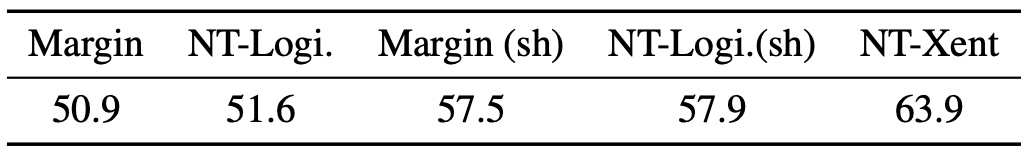 Margin NT-Logi. Margin (sh) NT-Logi.(sh) NT-Xent
50.9 51.6 57.5 57.9 63.9